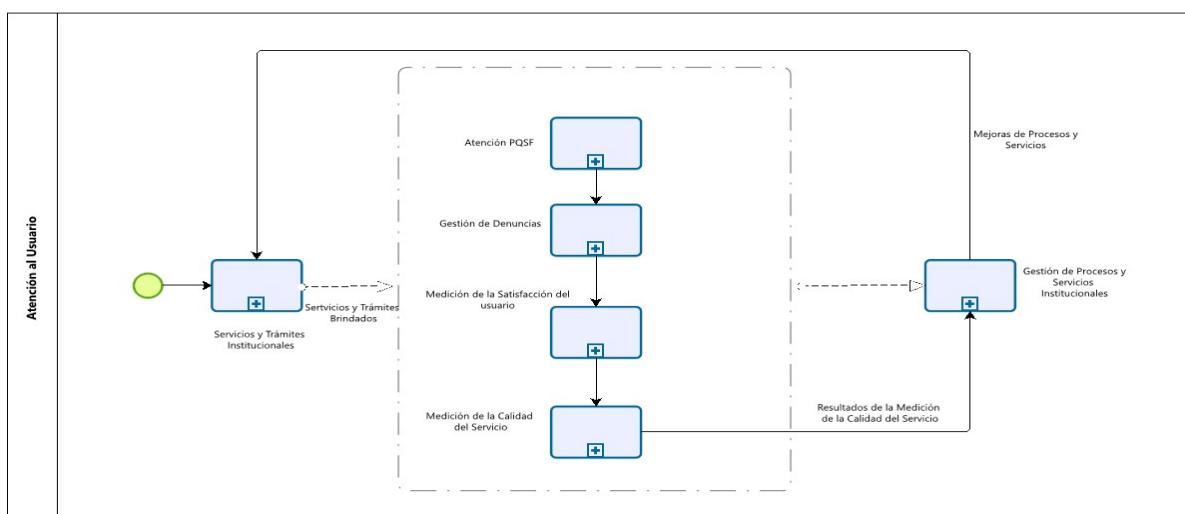 Atención al Usuario
Servicios y Trámites
Institucionales
Sertvicios y Trámites
Brindados
Atención PQSF
Gestión de Denuncias
Medición de la Satisfacción del
usuario
Medición de la Calidad
del Servicio
Resultados de la Medición
de la Calidad del Servicio
Gestión de Procesos y
Servicios
Institucionales
Mejoras de Procesos y
Servicios